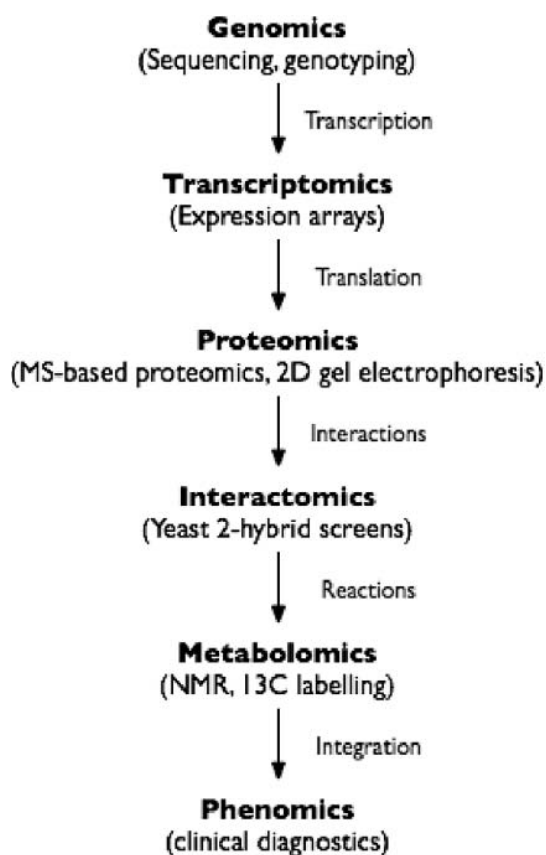 Genomics
(Sequencing, genotyping)
Transcription
Transcriptomics
(Expression arrays)
Translation
Proteomics
(MS-based proteomics, 2D gel electrophoresis)
Interactions
Interactomics
(Yeast 2-hybrid screens)
Reactions
Metabolomics
(NMR, 13C labelling)
Integration
Phenomics
(clinical diagnostics)